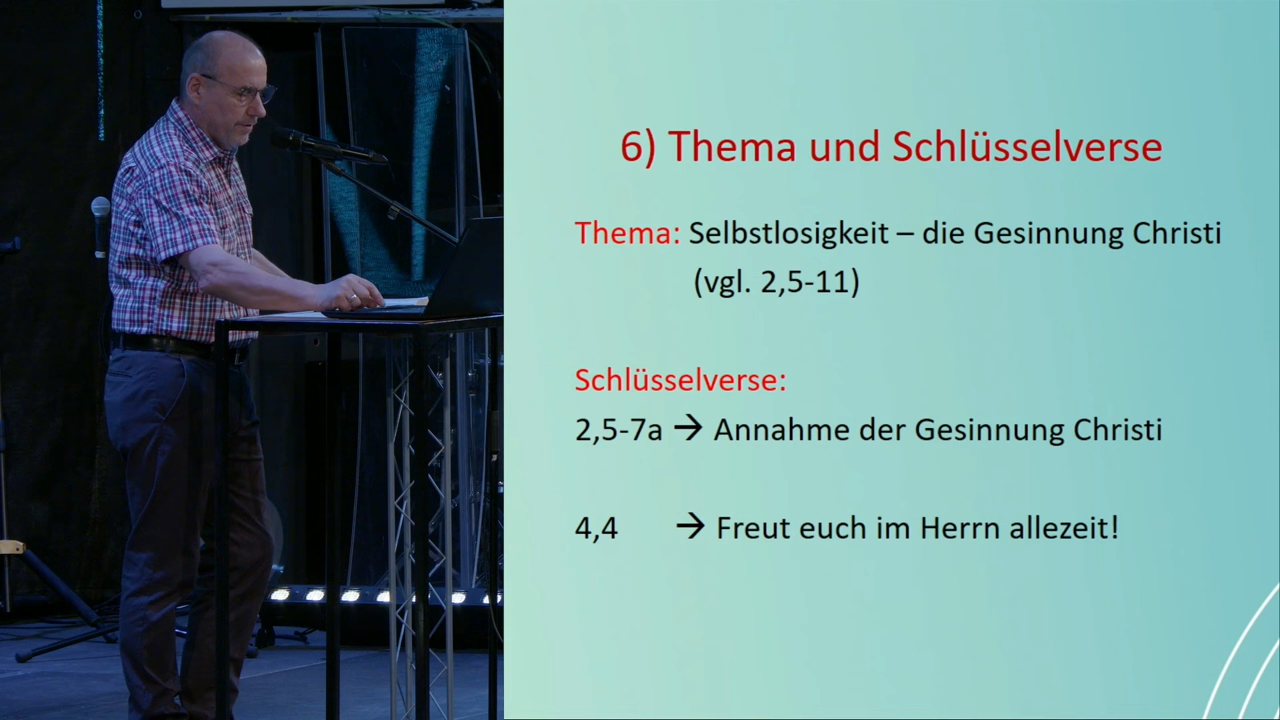 6) Thema und Schlüsselverse
Thema: Selbstlosigkeit – die Gesinnung Christi
(vgl. 2,5-11)
Schlüsselverse:
2,5-7a → Annahme der Gesinnung Christi
4,4 → Freut euch im Herrn allezeit!